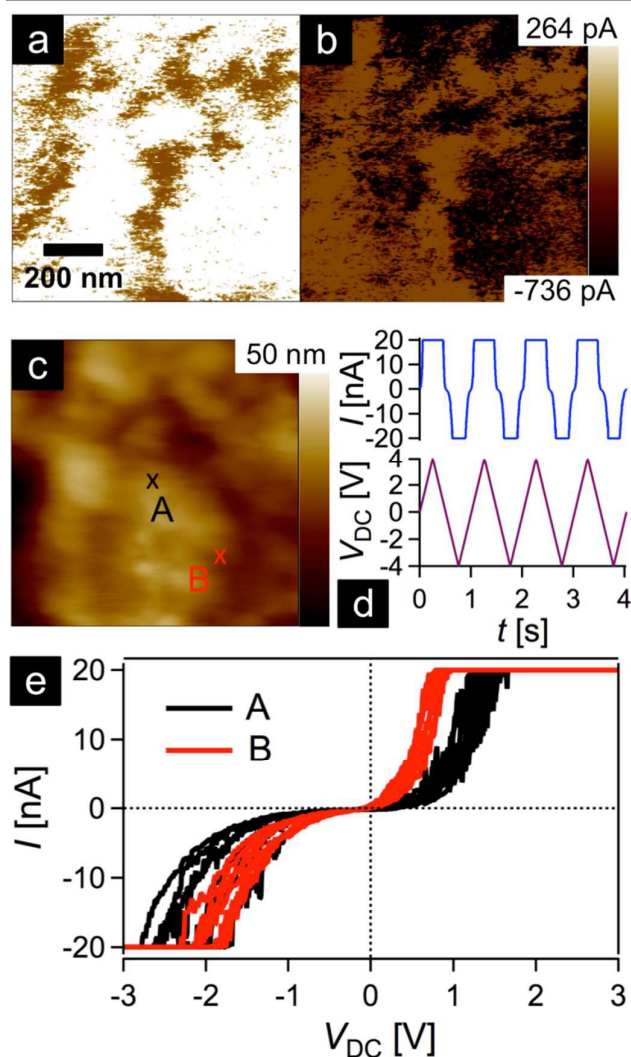 a
b
264 pA
200 nm
-736 pA
c
50 nm
A
B
20
10
0
-10
-20
I [nA]
4
2
0
-2
-4
V_DC [V]
0 1 2 3 4
t [s]
d
e
20
10
0
-10
-20
I [nA]
A
B
-3 -2 -1 0 1 2 3
V_DC [V]